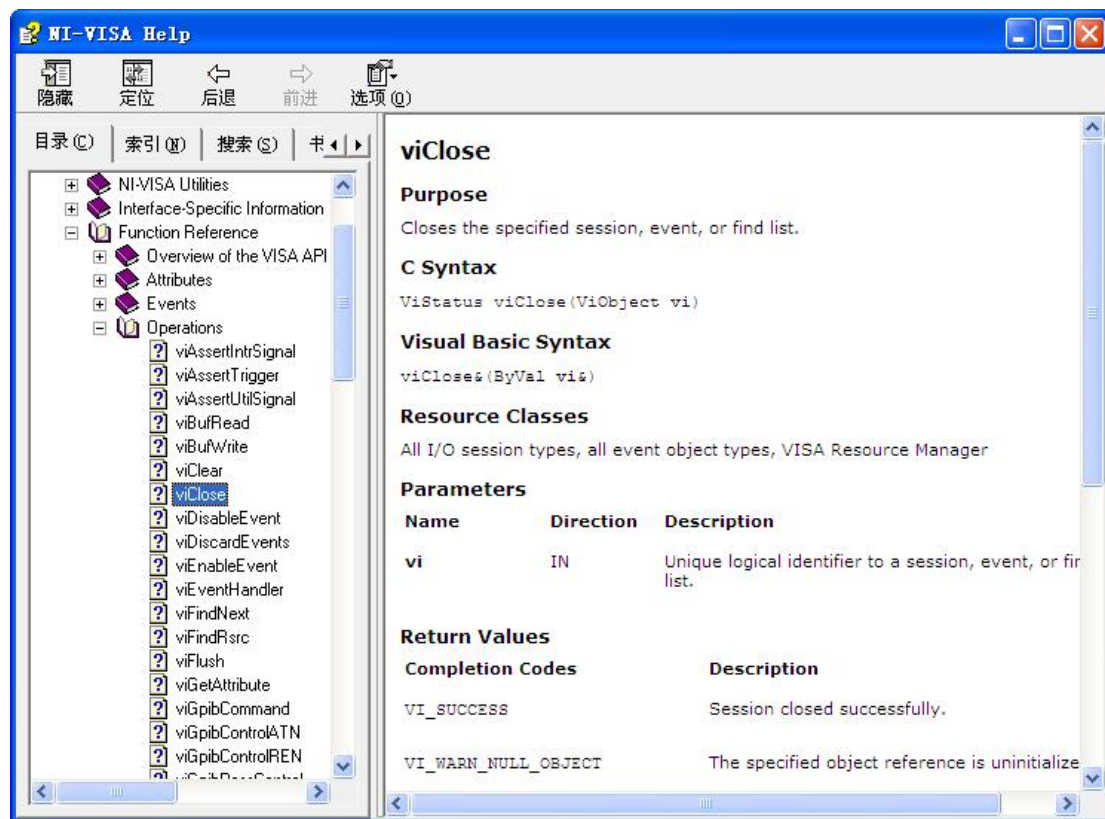 NI-VISA Help
隐藏 定位 后退 前进 选项(O)
目录(C) 索引(N) 搜索(S) 书
NI-VISA Utilities
Interface-Specific Information
Function Reference
Overview of the VISA API
Attributes
Events
Operations
viAssertIntrSignal
viAssertTrigger
viAssertUtilSignal
viBufRead
viBufWrite
viClear
viClose
viDisableEvent
viDiscardEvents
viEnableEvent
viEventHandler
viFindNext
viFindRsrc
viFlush
viGetAttribute
viGpibCommand
viGpibControlATN
viGpibControlREN
viClose
Purpose
Closes the specified session, event, or find list.
C Syntax
ViStatus viClose(ViObject vi)
Visual Basic Syntax
viClose&(ByVal vi&)
Resource Classes
All I/O session types, all event object types, VISA Resource Manager
Parameters
Name Direction Description
vi IN Unique logical identifier to a session, event, or fin
list.
Return Values
Completion Codes Description
VI_SUCCESS Session closed successfully.
VI_WARN_NULL_OBJECT The specified object reference is uninitialize